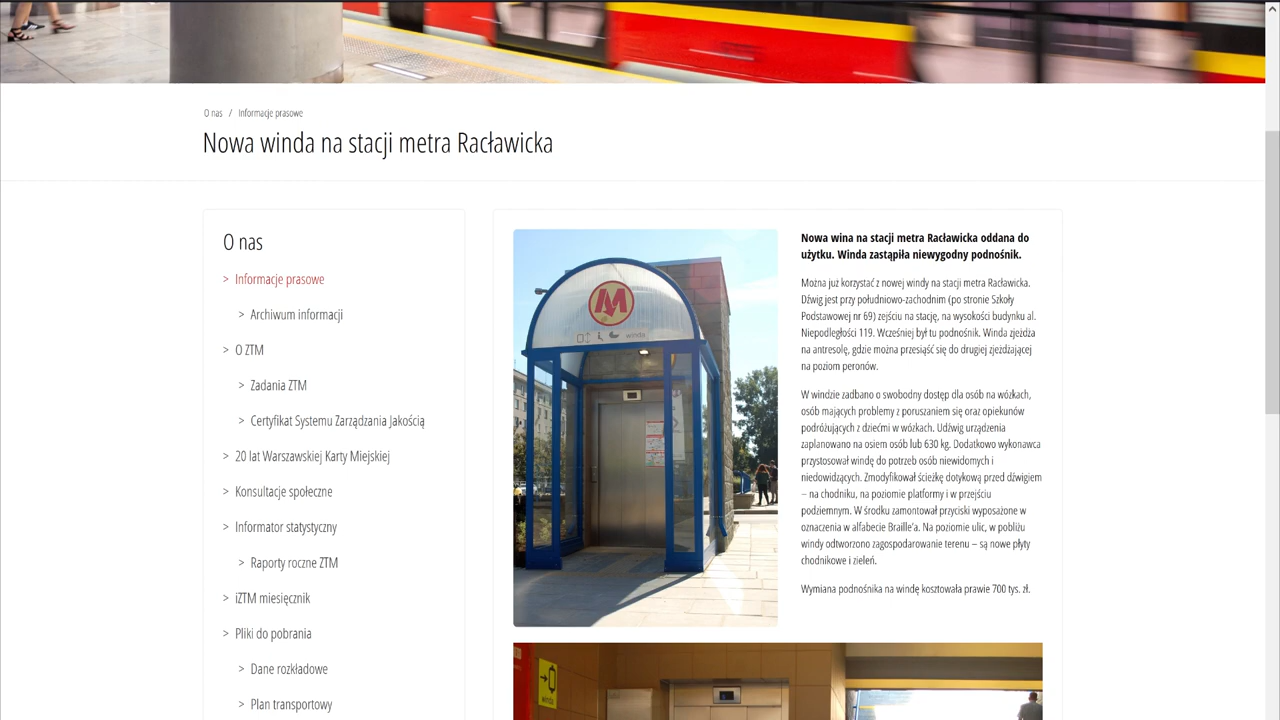 O nas / Informacje prasowe
Nowa winda na stacji metra Racławicka
O nas
> Informacje prasowe
> Archiwum informacji
> O ZTM
> Zadania ZTM
> Certyfikat Systemu Zarządzania Jakością
> 20 lat Warszawskiej Karty Miejskiej
> Konsultacje społeczne
> Informator statystyczny
> Raporty roczne ZTM
> iZTM miesięcznik
> Pliki do pobrania
> Dane rozkładowe
> Plan transportowy
M
winda
Nowa wina na stacji metra Racławicka oddana do
użytku. Winda zastąpiła niewygodny podnośnik.
Można już korzystać z nowej windy na stacji metra Racławicka.
Dźwig jest przy południowo-zachodnim (po stronie Szkoły
Podstawowej nr 69) zejściu na stację, na wysokości budynku al.
Niepodległości 119. Wcześniej był tu podnośnik. Winda zjeżdża
na antresolę, gdzie można przesiąść się do drugiej zjeżdżającej
na poziom peronów.
W windzie zadbano o swobodny dostęp dla osób na wózkach,
osób mających problemy z poruszaniem się oraz opiekunów
podróżujących z dziećmi w wózkach. Udźwig urządzenia
zaplanowano na osiem osób lub 630 kg. Dodatkowo wykonawca
przystosował windę do potrzeb osób niewidomych i
niedowidzących. Zmodyfikował ścieżkę dotykową przed dźwigiem
– na chodniku, na poziomie platformy i w przejściu
podziemnym. W środku zamontował przyciski wyposażone w
oznaczenia w alfabecie Braille'a. Na poziomie ulic, w pobliżu
windy odtworzono zagospodarowanie terenu – są nowe płyty
chodnikowe i zieleń.
Wymiana podnośnika na windę kosztowała prawie 700 tys. zł.
winda